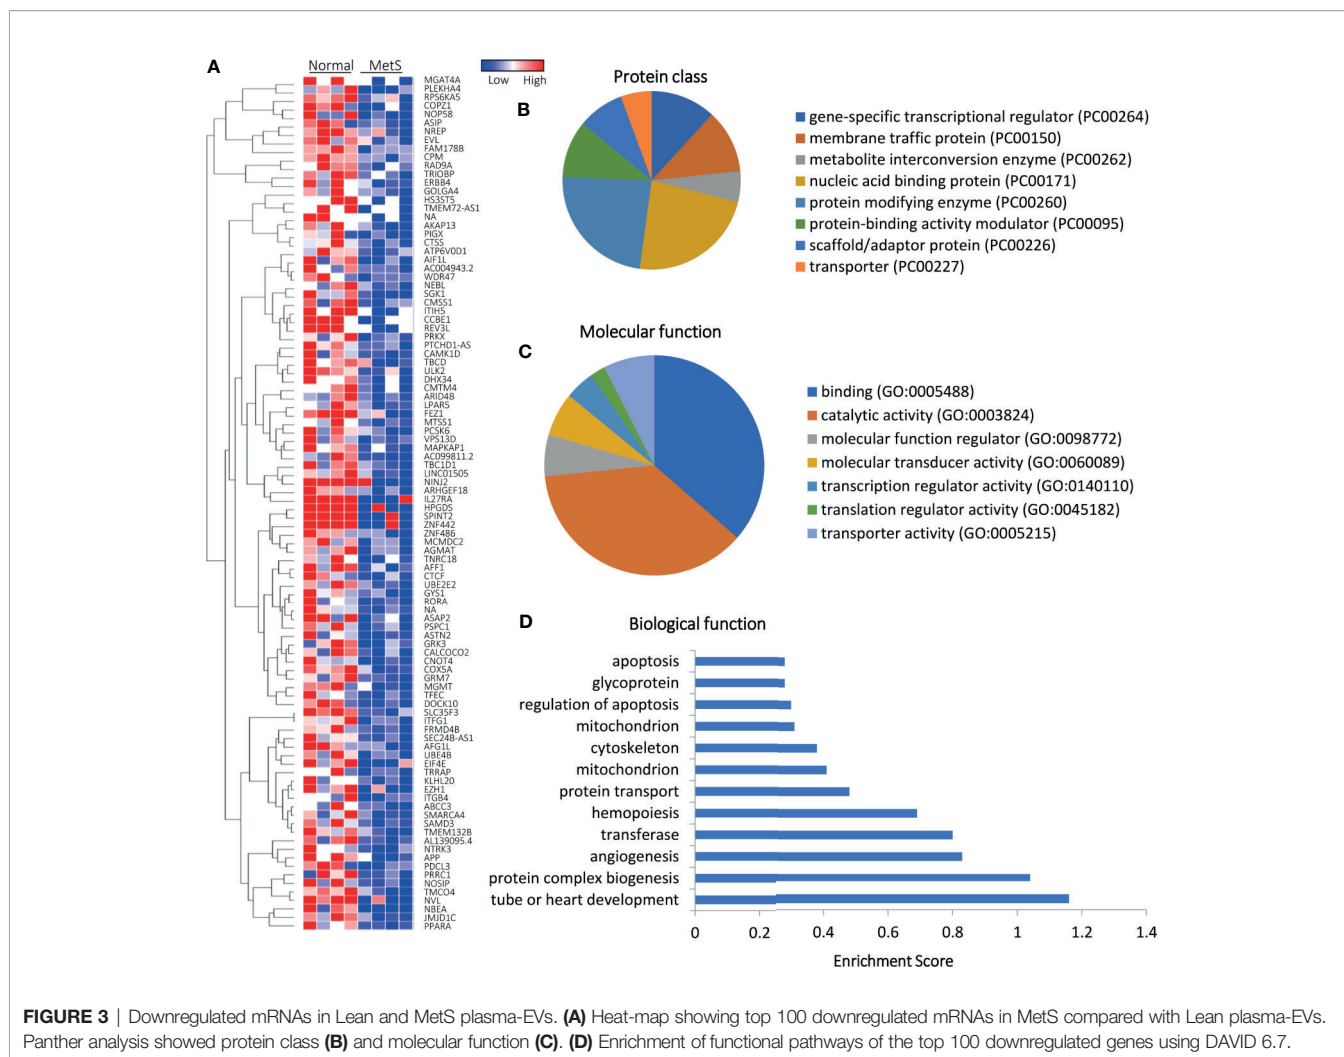 A
Normal MetS
Low High
MGAT4A
PLEKHA4
RPS6KA5
COPZ1
NOP58
ASIP
NREP
EVL
FAM178B
CPM
RAD9A
TRIOBP
ERBB4
GOLGA4
HS3ST5
TMEM72-AS1
NA
AKAP13
PIGX
CTSS
ATP6V0D1
AIF1L
AC004943.2
WDR47
NEBL
SGK1
CMSS1
ITIH5
CCBE1
REV3L
PRKX
PTCHD1-AS
CAMK1D
TBCD
ULK2
DHX34
CMTM4
ARID4B
LPAR5
FEZ1
MTSS1
PCSK6
VPS13D
MAPKAP1
AC099811.2
TBC1D1
LINC01505
NINJ2
ARHGEF18
IL27RA
HPGDS
SPINT2
ZNF442
ZNF486
MCMDC2
AGMAT
TNRC18
AFF1
CTCF
UBE2E2
GYS1
RORA
NA
ASAP2
PSPC1
ASTN2
GRK3
CALCOCO2
CNOT4
COX5A
GRM7
MGMT
TFEC
DOCK10
SLC35F3
ITFG1
FRMD4B
SEC24B-AS1
AFG1L
UBE4B
EIF4E
TRRAP
KLHL20
EZH1
ITGB4
ABCC3
SMARCA4
SAMD3
TMEM132B
AL139095.4
NTRK3
APP
PDCL3
PRRC1
NOSIP
TMCO4
NVL
NBEA
JMJD1C
PPARA
Protein class
B
gene-specific transcriptional regulator (PC00264)
membrane traffic protein (PC00150)
metabolite interconversion enzyme (PC00262)
nucleic acid binding protein (PC00171)
protein modifying enzyme (PC00260)
protein-binding activity modulator (PC00095)
scaffold/adaptor protein (PC00226)
transporter (PC00227)
Molecular function
C
binding (GO:0005488)
catalytic activity (GO:0003824)
molecular function regulator (GO:0098772)
molecular transducer activity (GO:0060089)
transcription regulator activity (GO:0140110)
translation regulator activity (GO:0045182)
transporter activity (GO:0005215)
D
Biological function
apoptosis
glycoprotein
regulation of apoptosis
mitochondrion
cytoskeleton
mitochondrion
protein transport
hemopoiesis
transferase
angiogenesis
protein complex biogenesis
tube or heart development
0 0.2 0.4 0.6 0.8 1 1.2 1.4
Enrichment Score
FIGURE 3 | Downregulated mRNAs in Lean and MetS plasma-EVs. (A) Heat-map showing top 100 downregulated mRNAs in MetS compared with Lean plasma-EVs.
Panther analysis showed protein class (B) and molecular function (C). (D) Enrichment of functional pathways of the top 100 downregulated genes using DAVID 6.7.